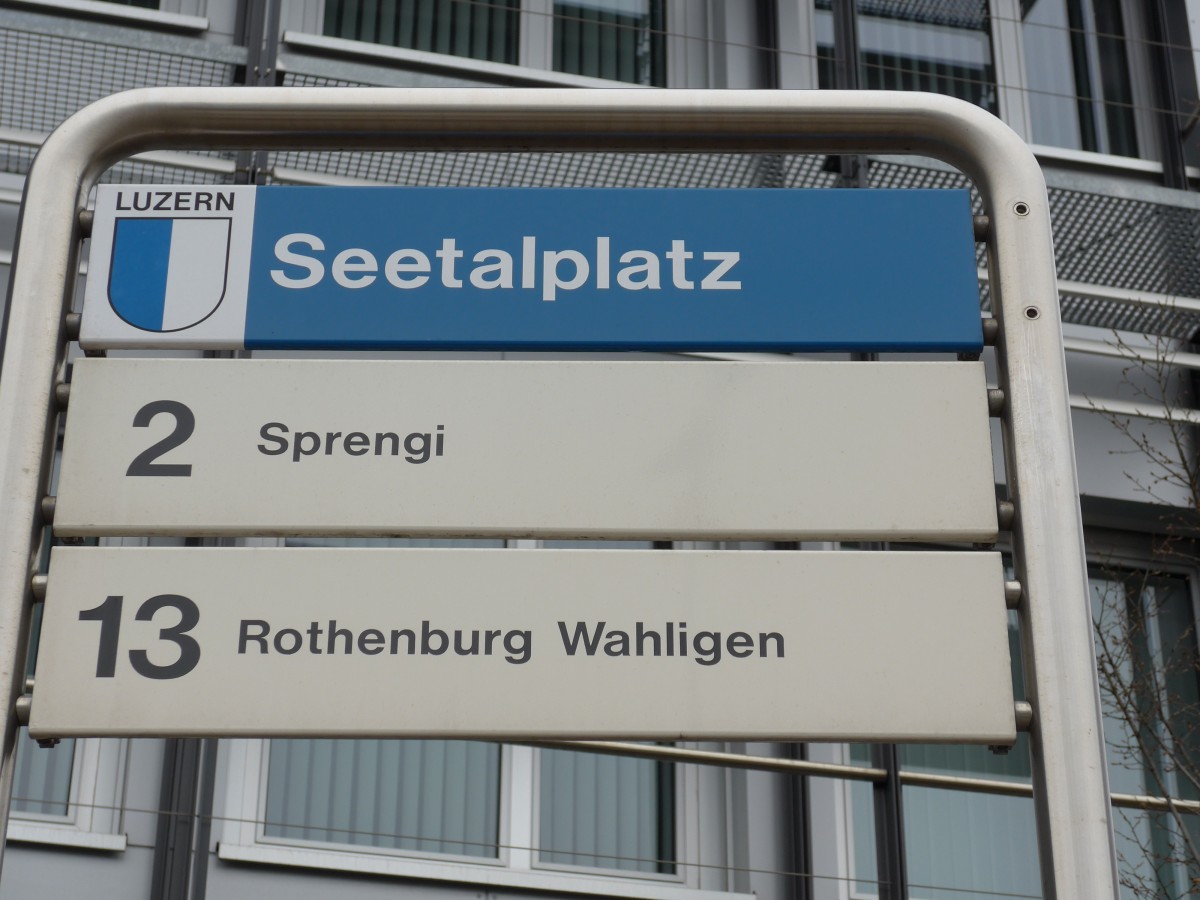 LUZERN
Seetalplatz
2 Sprengi
13 Rothenburg Wahligen